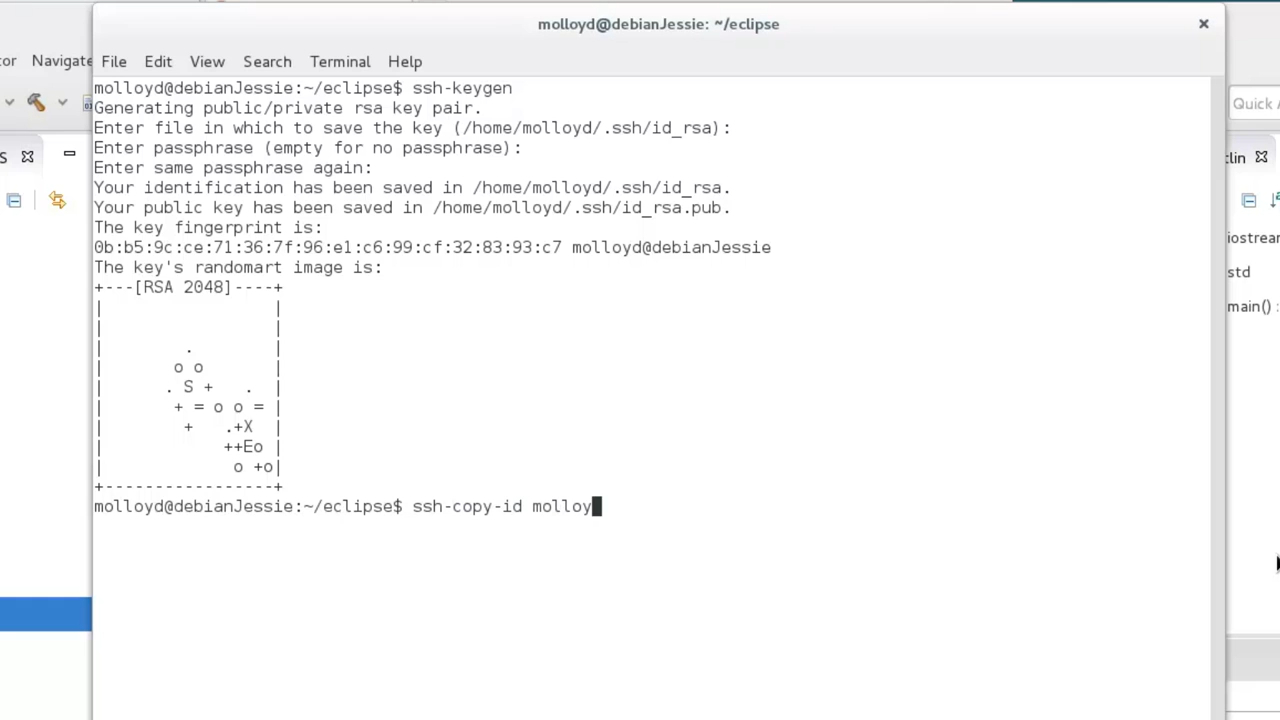 molloyd@debianJessie: ~/eclipse
Navigate
File Edit View Search Terminal Help
Quick A
molloyd@debianJessie:~/eclipse$ ssh-keygen
Generating public/private rsa key pair.
Enter file in which to save the key (/home/molloyd/.ssh/id_rsa):
Enter passphrase (empty for no passphrase):
Enter same passphrase again:
Your identification has been saved in /home/molloyd/.ssh/id_rsa.
Your public key has been saved in /home/molloyd/.ssh/id_rsa.pub.
The key fingerprint is:
0b:b5:9c:ce:71:36:7f:96:e1:c6:99:cf:32:83:93:c7 molloyd@debianJessie
The key's randomart image is:
+---[RSA 2048]----+
|                 |
|                 |
|        .        |
|       o o       |
|      . S +   .  |
|       + = o o = |
|        +   .+X  |
|            ++Eo |
|             o +o|
+-----------------+
molloyd@debianJessie:~/eclipse$ ssh-copy-id molloy
iostream
std
main() :